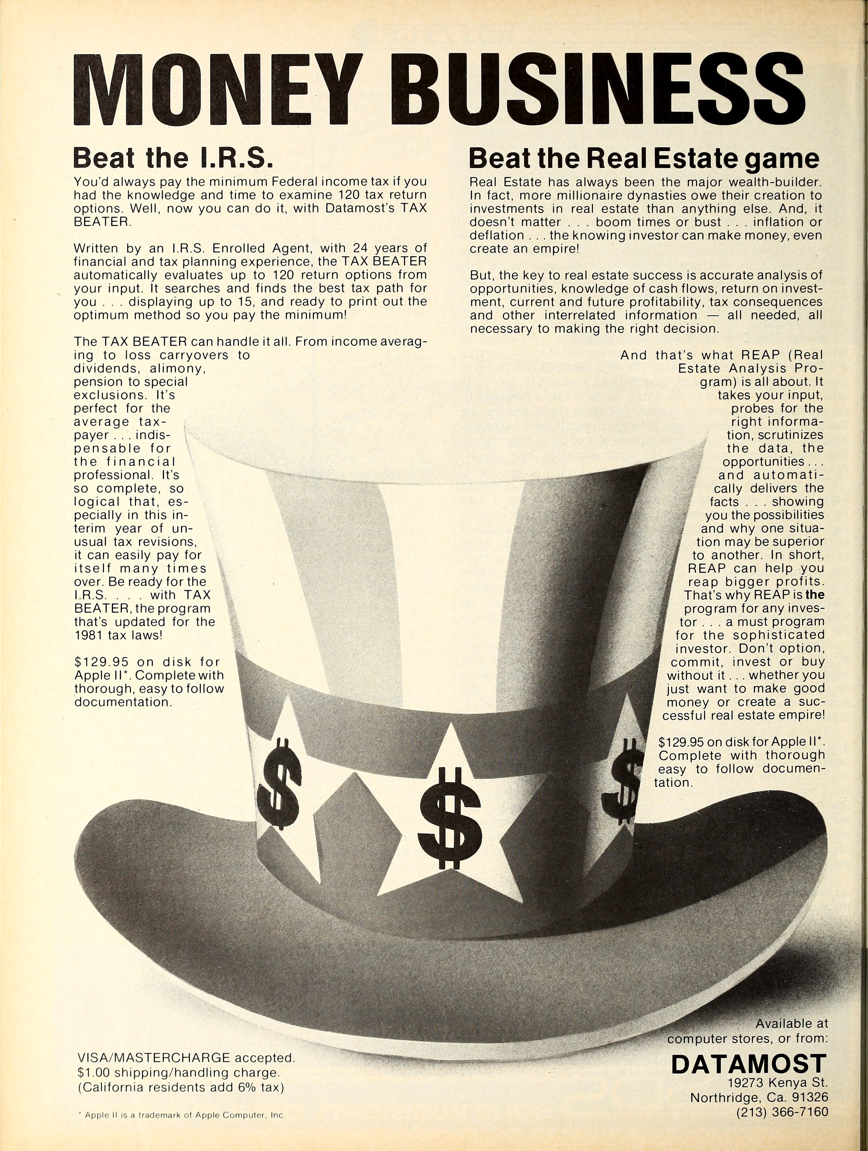 MONEY BUSINESS
Beat the I.R.S.
You'd always pay the minimum Federal income tax if you
had the knowledge and time to examine 120 tax return
options. Well, now you can do it, with Datamost's TAX
BEATER.
Written by an I.R.S. Enrolled Agent, with 24 years of
financial and tax planning experience, the TAX BEATER
automatically evaluates up to 120 return options from
your input. It searches and finds the best tax path for
you . . . displaying up to 15, and ready to print out the
optimum method so you pay the minimum!
The TAX BEATER can handle it all. From income averag-
ing to loss carryovers to
dividends, alimony,
pension to special
exclusions. It's
perfect for the
average tax-
payer . . . indis-
pensable for
the financial
professional. It's
so complete, so
logical that, es-
pecially in this in-
terim year of un-
usual tax revisions,
it can easily pay for
itself many times
over. Be ready for the
I.R.S. . . . with TAX
BEATER, the program
that's updated for the
1981 tax laws!
$129.95 on disk for
Apple II*. Complete with
thorough, easy to follow
documentation.
Beat the Real Estate game
Real Estate has always been the major wealth-builder.
In fact, more millionaire dynasties owe their creation to
investments in real estate than anything else. And, it
doesn't matter . . . boom times or bust . . . inflation or
deflation . . . the knowing investor can make money, even
create an empire!
But, the key to real estate success is accurate analysis of
opportunities, knowledge of cash flows, return on invest-
ment, current and future profitability, tax consequences
and other interrelated information — all needed, all
necessary to making the right decision.
And that's what REAP (Real
Estate Analysis Pro-
gram) is all about. It
takes your input,
probes for the
right informa-
tion, scrutinizes
the data, the
opportunities . . .
and automati-
cally delivers the
facts . . . showing
you the possibilities
and why one situa-
tion may be superior
to another. In short,
REAP can help you
reap bigger profits.
That's why REAP is the
program for any inves-
tor . . . a must program
for the sophisticated
investor. Don't option,
commit, invest or buy
without it . . . whether you
just want to make good
money or create a suc-
cessful real estate empire!
$129.95 on disk for Apple II*.
Complete with thorough
easy to follow documen-
tation.
$ $ $
VISA/MASTERCHARGE accepted.
$1.00 shipping/handling charge.
(California residents add 6% tax)
* Apple II is a trademark of Apple Computer, Inc.
Available at
computer stores, or from:
DATAMOST
19273 Kenya St.
Northridge, Ca. 91326
(213) 366-7160